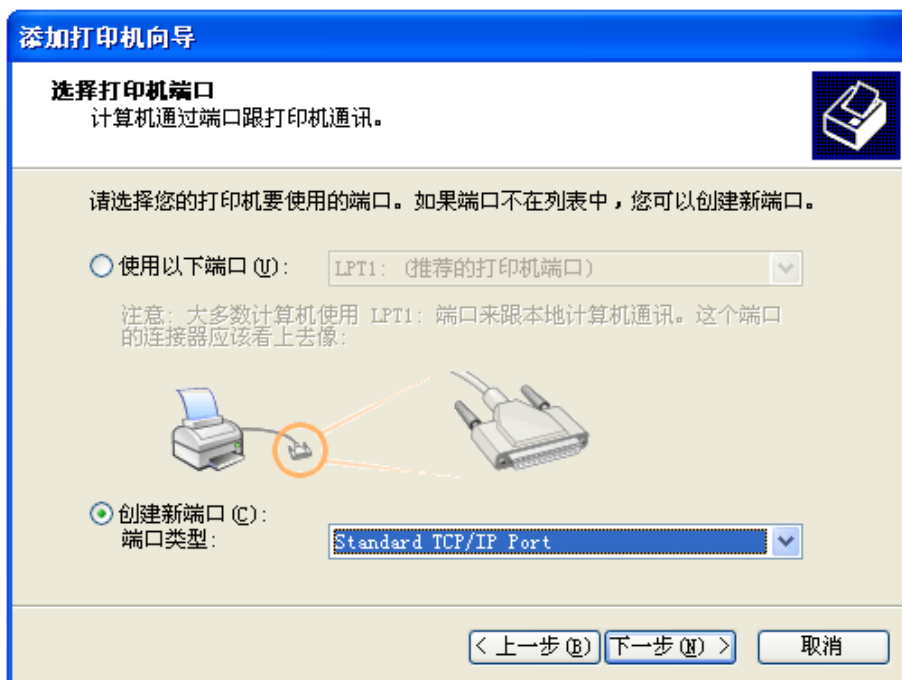 添加打印机向导
选择打印机端口
计算机通过端口跟打印机通讯。
请选择您的打印机要使用的端口。如果端口不在列表中，您可以创建新端口。
使用以下端口(U): LPT1: (推荐的打印机端口)
注意: 大多数计算机使用 LPT1: 端口来跟本地计算机通讯。这个端口
的连接器应该看上去像:
创建新端口(C):
端口类型: Standard TCP/IP Port
< 上一步(B) 下一步(N) > 取消